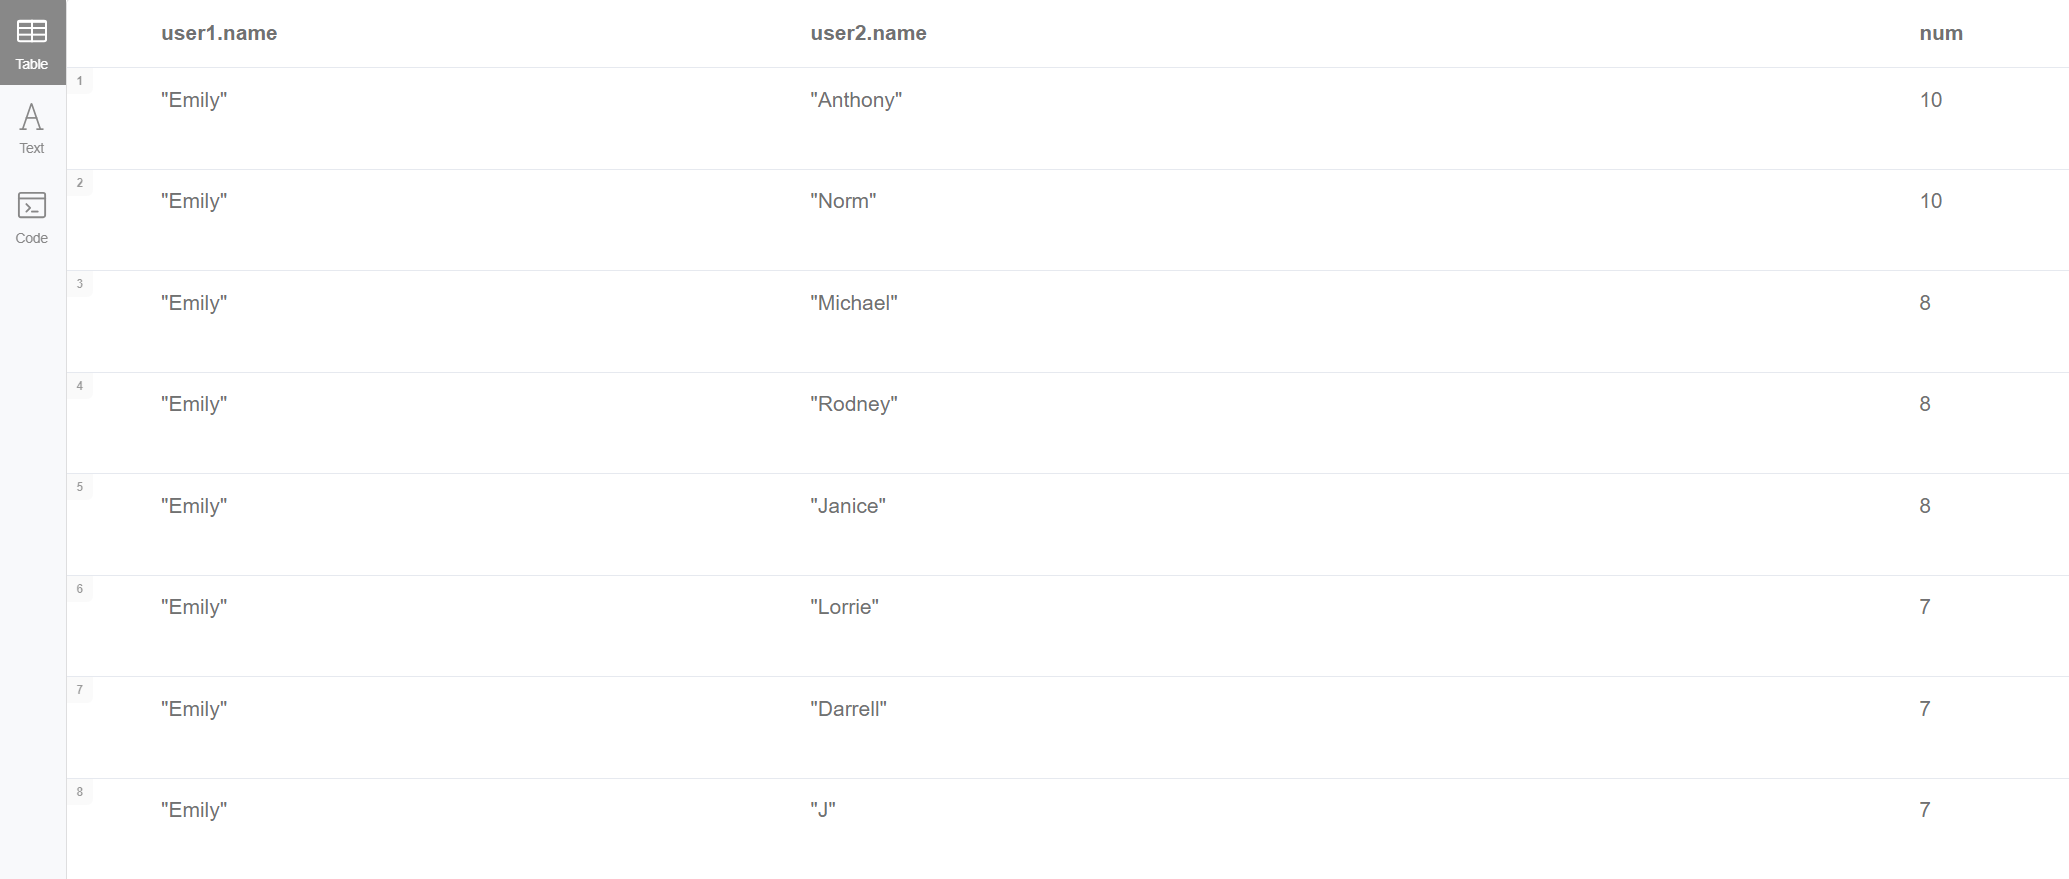 Table
Text
Code
user1.name user2.name num
1 "Emily" "Anthony" 10
2 "Emily" "Norm" 10
3 "Emily" "Michael" 8
4 "Emily" "Rodney" 8
5 "Emily" "Janice" 8
6 "Emily" "Lorrie" 7
7 "Emily" "Darrell" 7
8 "Emily" "J" 7